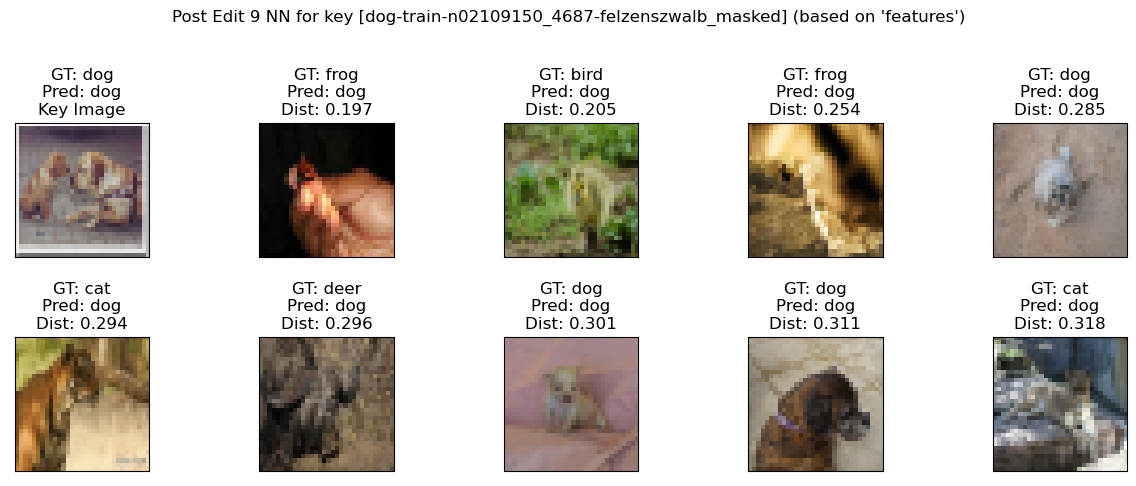 Post Edit 9 NN for key [dog-train-n02109150_4687-felzenszwalb_masked] (based on 'features')
GT: dog
Pred: dog
Key Image
GT: frog
Pred: dog
Dist: 0.197
GT: bird
Pred: dog
Dist: 0.205
GT: frog
Pred: dog
Dist: 0.254
GT: dog
Pred: dog
Dist: 0.285
GT: cat
Pred: dog
Dist: 0.294
GT: deer
Pred: dog
Dist: 0.296
GT: dog
Pred: dog
Dist: 0.301
GT: dog
Pred: dog
Dist: 0.311
GT: cat
Pred: dog
Dist: 0.318